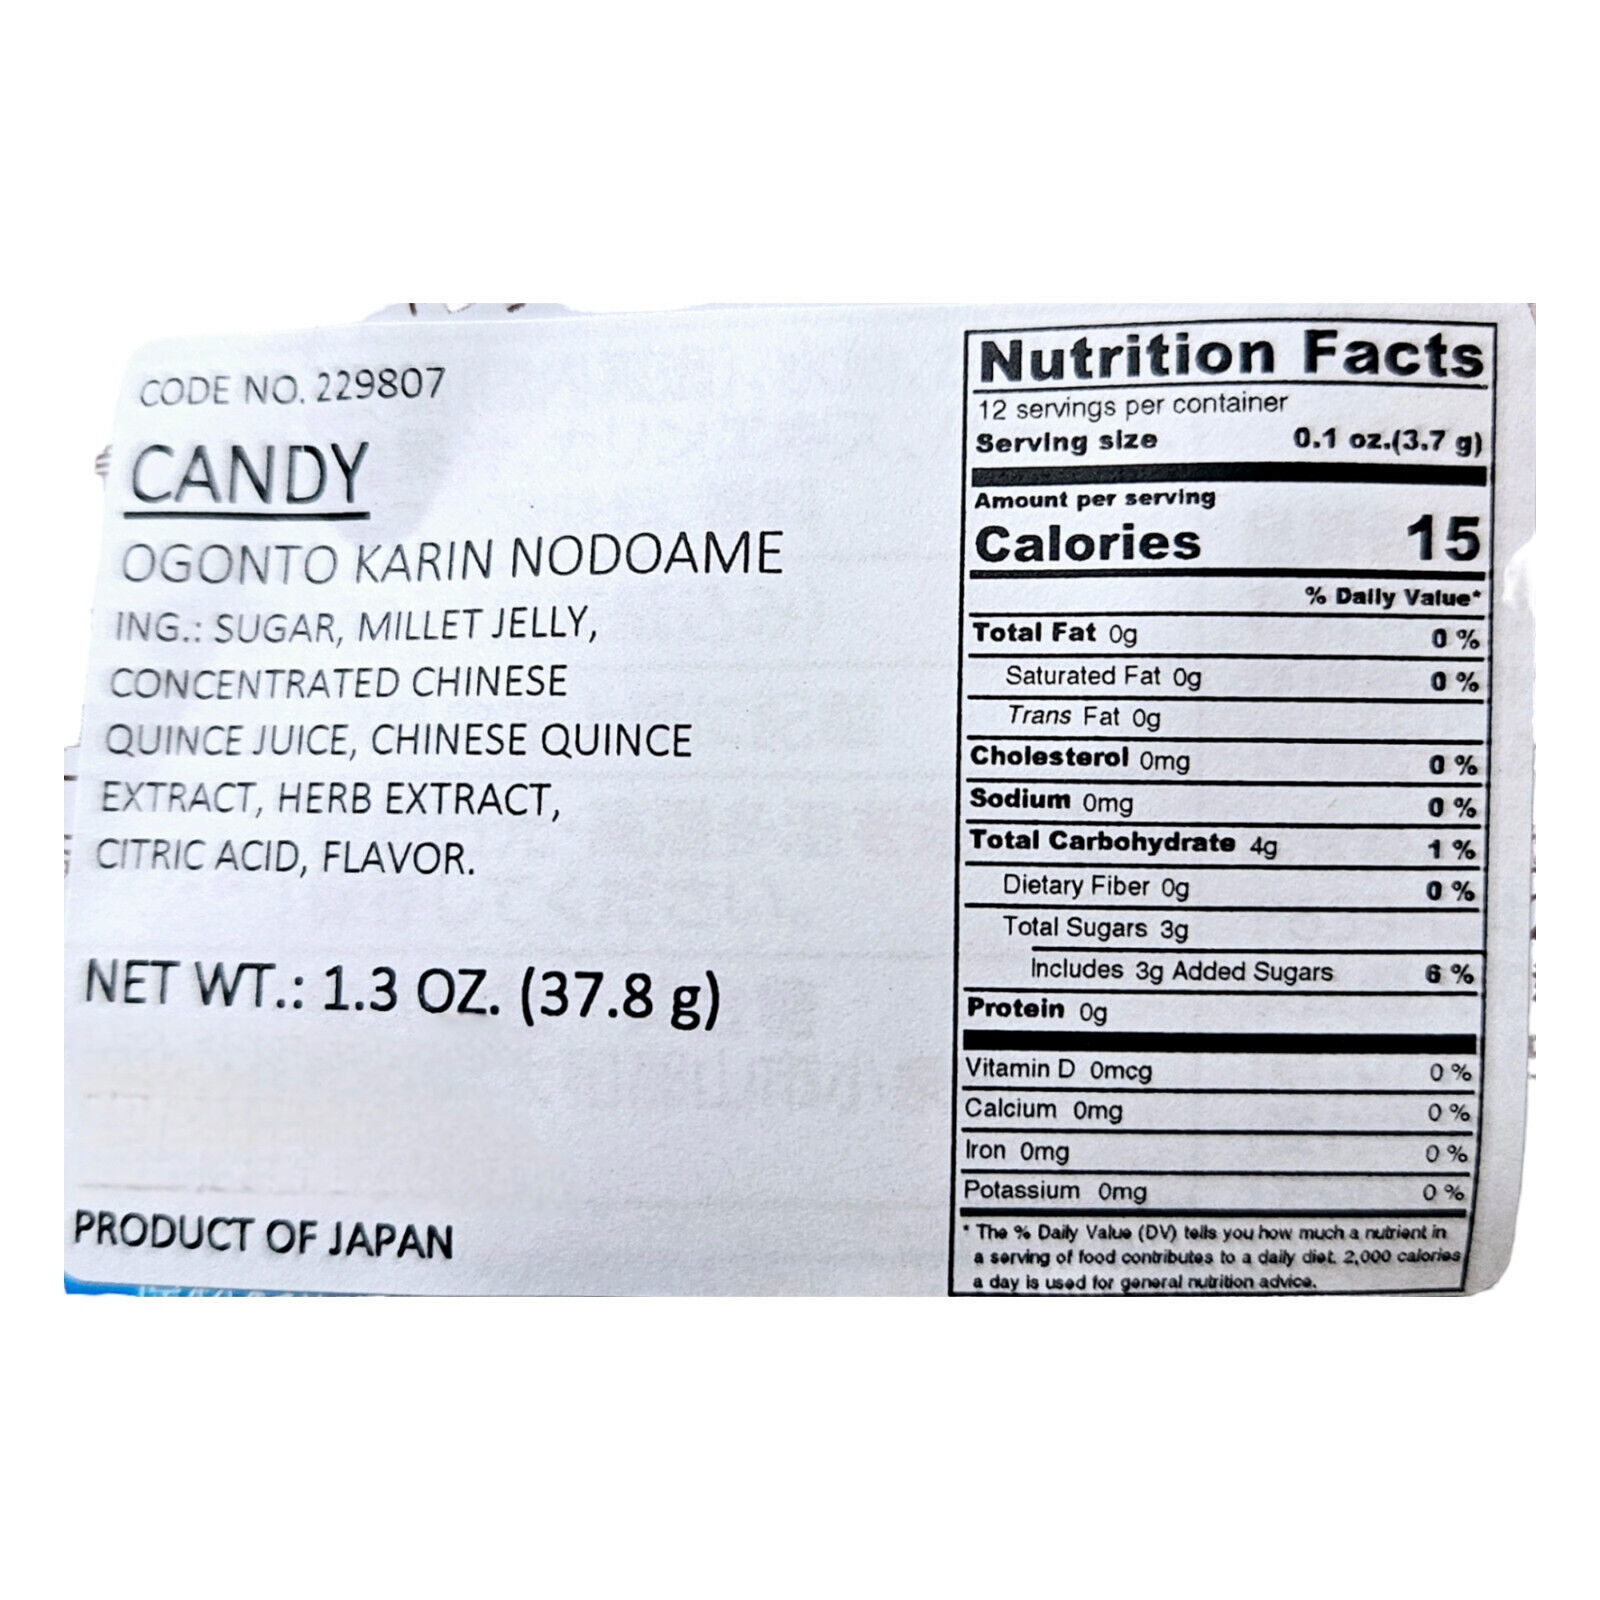 CODE NO. 229807
CANDY
OGONTO KARIN NODOAME
ING.: SUGAR, MILLET JELLY,
CONCENTRATED CHINESE
QUINCE JUICE, CHINESE QUINCE
EXTRACT, HERB EXTRACT,
CITRIC ACID, FLAVOR.
NET WT.: 1.3 OZ. (37.8 g)
PRODUCT OF JAPAN
Nutrition Facts
12 servings per container
Serving size 0.1 oz.(3.7 g)
Amount per serving
Calories 15
% Daily Value*
Total Fat 0g 0 %
Saturated Fat 0g 0 %
Trans Fat 0g
Cholesterol 0mg 0 %
Sodium 0mg 0 %
Total Carbohydrate 4g 1 %
Dietary Fiber 0g 0 %
Total Sugars 3g
Includes 3g Added Sugars 6 %
Protein 0g
Vitamin D 0mcg 0 %
Calcium 0mg 0 %
Iron 0mg 0 %
Potassium 0mg 0 %
* The % Daily Value (DV) tells you how much a nutrient in
a serving of food contributes to a daily diet. 2,000 calories
a day is used for general nutrition advice.